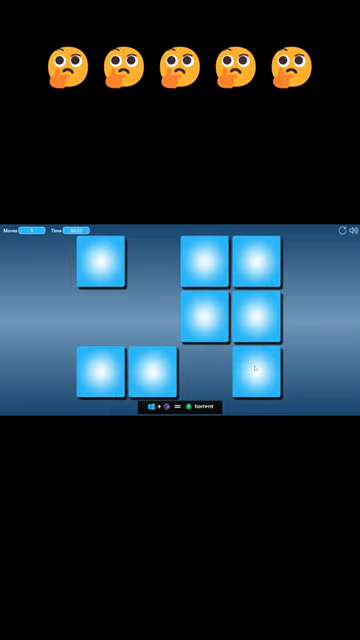 Moves
Time
+ = torrent